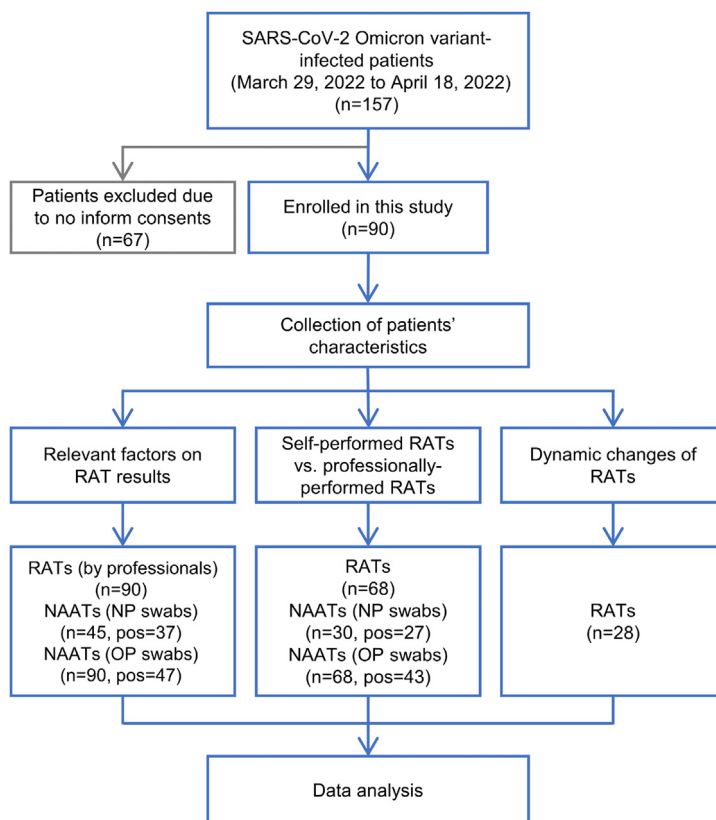 SARS-CoV-2 Omicron variant-
infected patients
(March 29, 2022 to April 18, 2022)
(n=157)
Patients excluded due
to no inform consents
(n=67)
Enrolled in this study
(n=90)
Collection of patients'
characteristics
Relevant factors on
RAT results
Self-performed RATs
vs. professionally-
performed RATs
Dynamic changes of
RATs
RATs (by professionals)
(n=90)
NAATs (NP swabs)
(n=45, pos=37)
NAATs (OP swabs)
(n=90, pos=47)
RATs
(n=68)
NAATs (NP swabs)
(n=30, pos=27)
NAATs (OP swabs)
(n=68, pos=43)
RATs
(n=28)
Data analysis